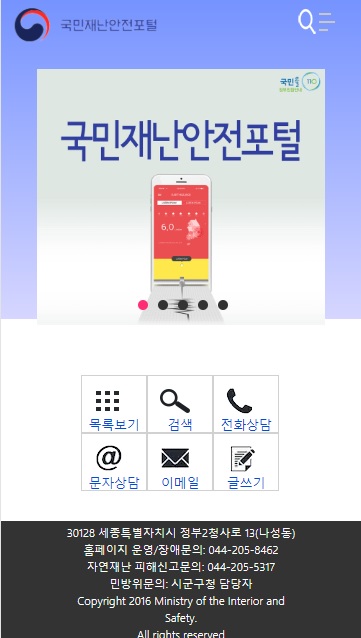 국민재난안전포털
국민콜 110
국민재난안전포털
6.0
목록보기 검색 전화상담
@
문자상담 이메일 글쓰기
30128 세종특별자치시 정부2청사로 13(나성동)
홈페이지 운영/장애문의: 044-205-8462
자연재난 피해신고문의: 044-205-5317
민방위문의: 시군구청 담당자
Copyright 2016 Ministry of the Interior and
Safety.
All rights reserved